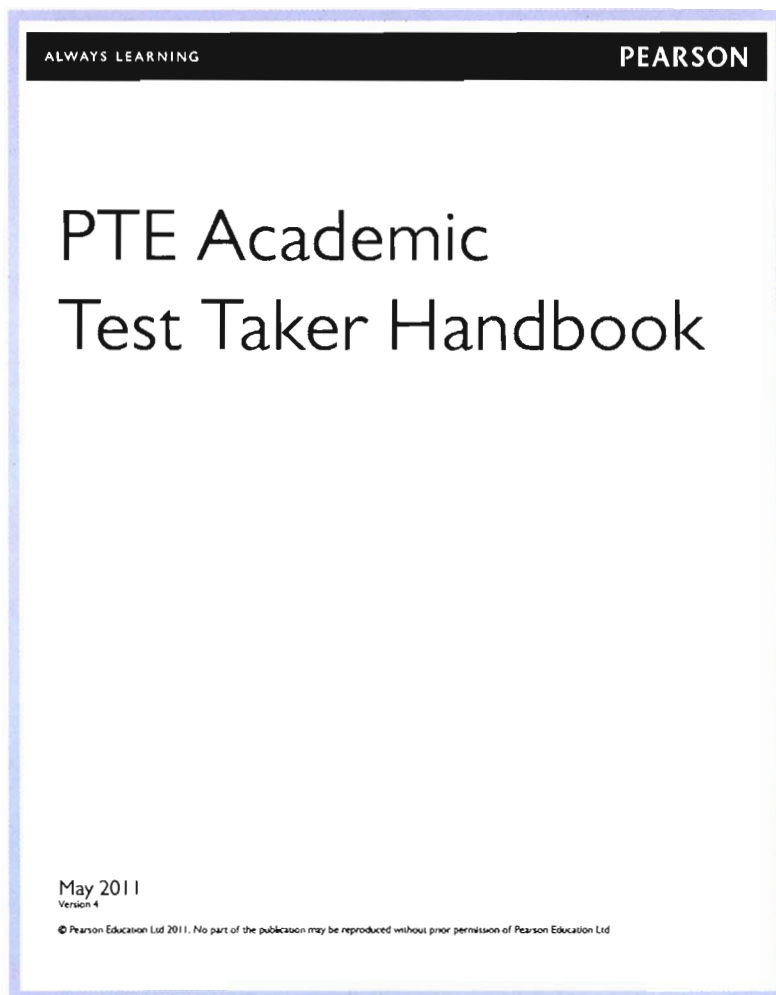 ALWAYS LEARNING PEARSON
PTE Academic
Test Taker Handbook
May 2011
Version 4
© Pearson Education Ltd 2011. No part of the publication may be reproduced without prior permission of Pearson Education Ltd